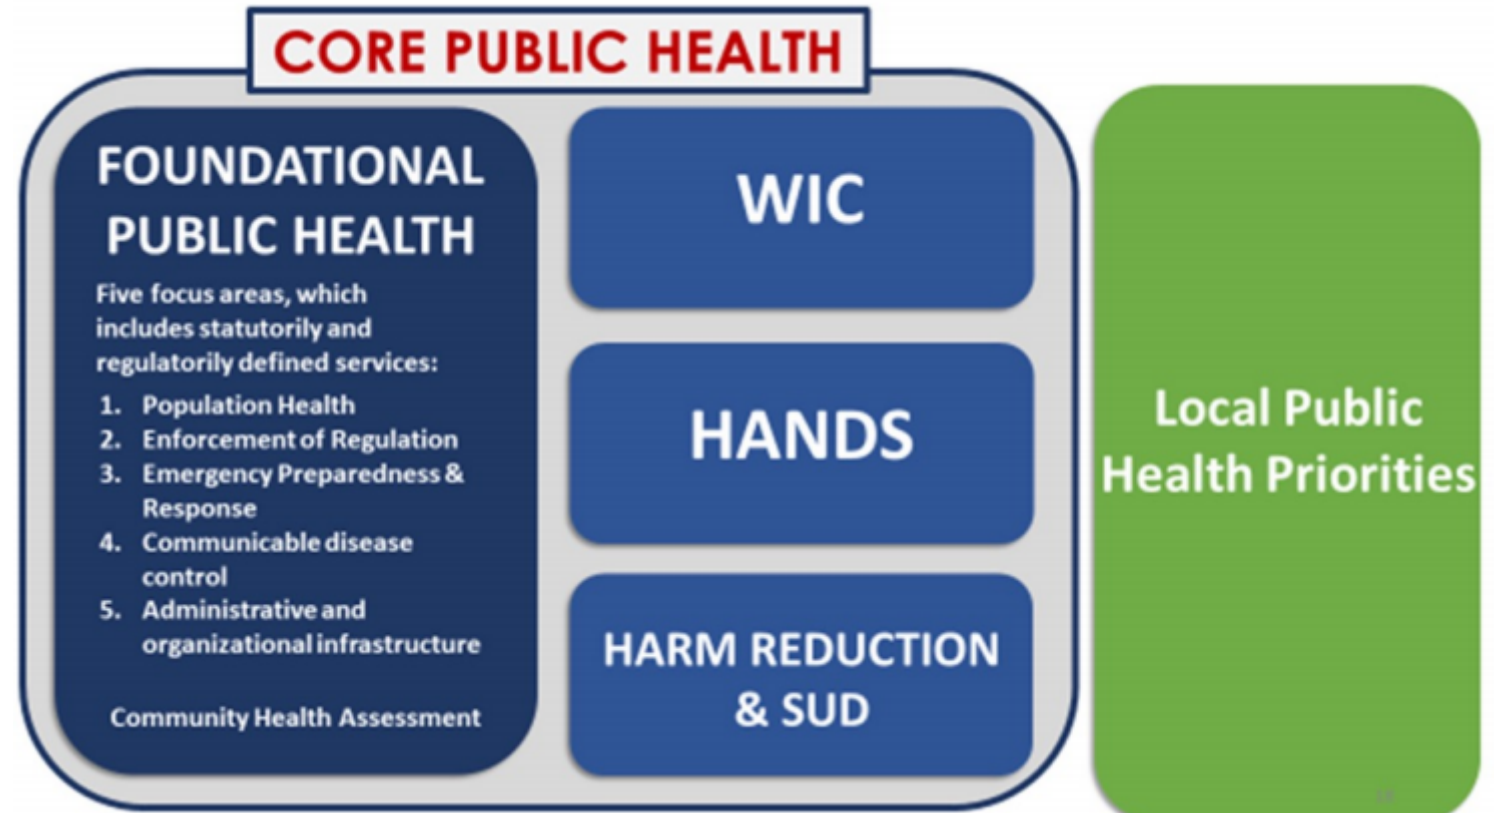 CORE PUBLIC HEALTH
FOUNDATIONAL
PUBLIC HEALTH
Five focus areas, which
includes statutorily and
regulatorily defined services:
1. Population Health
2. Enforcement of Regulation
3. Emergency Preparedness &
Response
4. Communicable disease
control
5. Administrative and
organizational infrastructure
Community Health Assessment
WIC
HANDS
HARM REDUCTION
& SUD
Local Public
Health Priorities